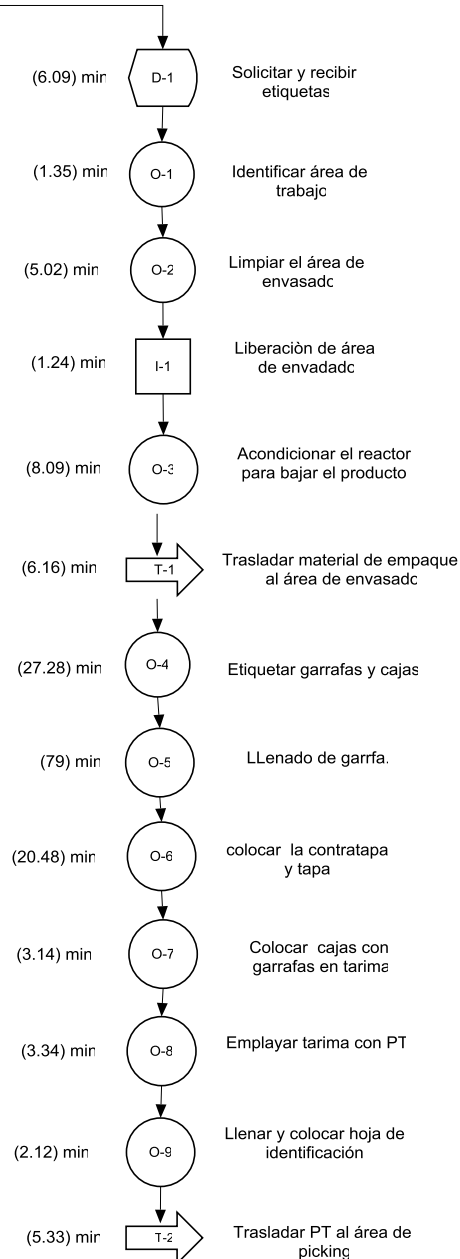 (6.09) min
D-1
Solicitar y recibir
etiquetas
(1.35) min
O-1
Identificar área de
trabajo
(5.02) min
O-2
Limpiar el área de
envasado
(1.24) min
I-1
Liberaciòn de área
de envadado
(8.09) min
O-3
Acondicionar el reactor
para bajar el producto
(6.16) min
T-1
Trasladar material de empaque
al área de envasado
(27.28) min
O-4
Etiquetar garrafas y cajas
(79) min
O-5
LLenado de garrfa.
(20.48) min
O-6
colocar la contratapa
y tapa
(3.14) min
O-7
Colocar cajas con
garrafas en tarima
(3.34) min
O-8
Emplayar tarima con PT
(2.12) min
O-9
Llenar y colocar hoja de
identificación
(5.33) min
T-2
Trasladar PT al área de
picking